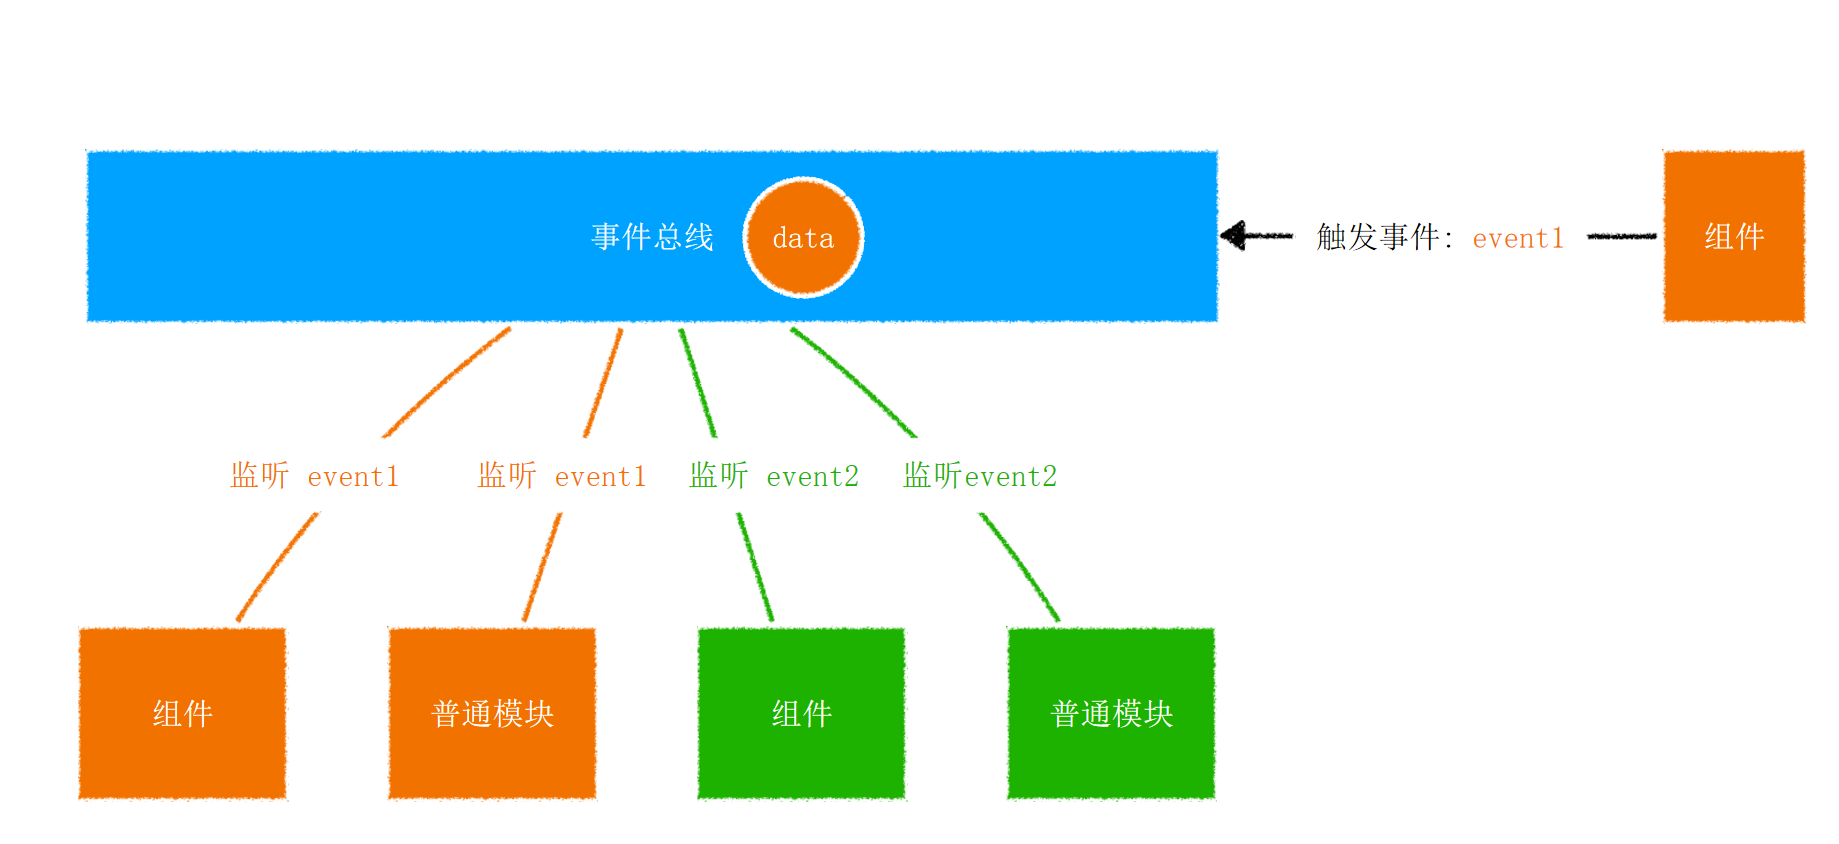 事件总线
data
触发事件: event1
组件
监听 event1
监听 event1
监听 event2
监听event2
组件
普通模块
组件
普通模块